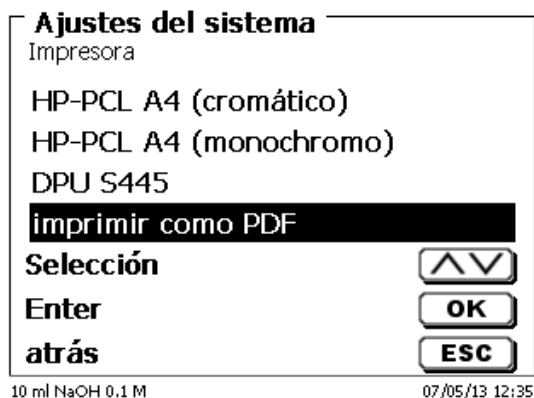 Ajustes del sistema
Impresora
HP-PCL A4 (cromático)
HP-PCL A4 (monochromo)
DPU S445
imprimir como PDF
Selección
Enter OK
atrás ESC
10 ml NaOH 0.1 M 07/05/13 12:35